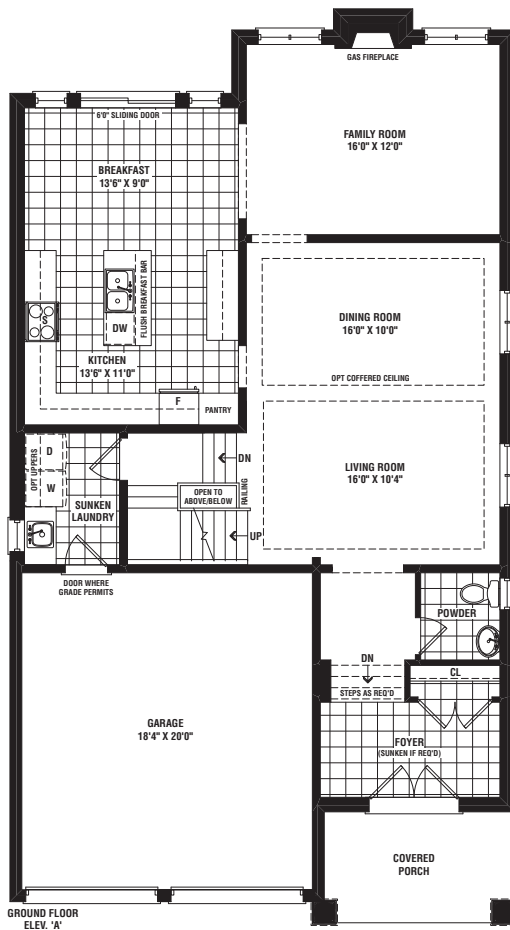 GAS FIREPLACE
6'0" SLIDING DOOR
FAMILY ROOM
16'0" X 12'0"
BREAKFAST
13'6" X 9'0"
FLUSH BREAKFAST BAR
S
DW
DINING ROOM
16'0" X 10'0"
KITCHEN
13'6" X 11'0"
OPT COFFERED CEILING
F
PANTRY
D
DN
OPT UPPERS
W
LIVING ROOM
16'0" X 10'4"
OPEN TO
ABOVE/BELOW
RAILING
SUNKEN
LAUNDRY
UP
DOOR WHERE
GRADE PERMITS
POWDER
DN
CL
STEPS AS REQ'D
GARAGE
18'4" X 20'0"
FOYER
(SUNKEN IF REQ'D)
COVERED
PORCH
GROUND FLOOR
ELEV. 'A'